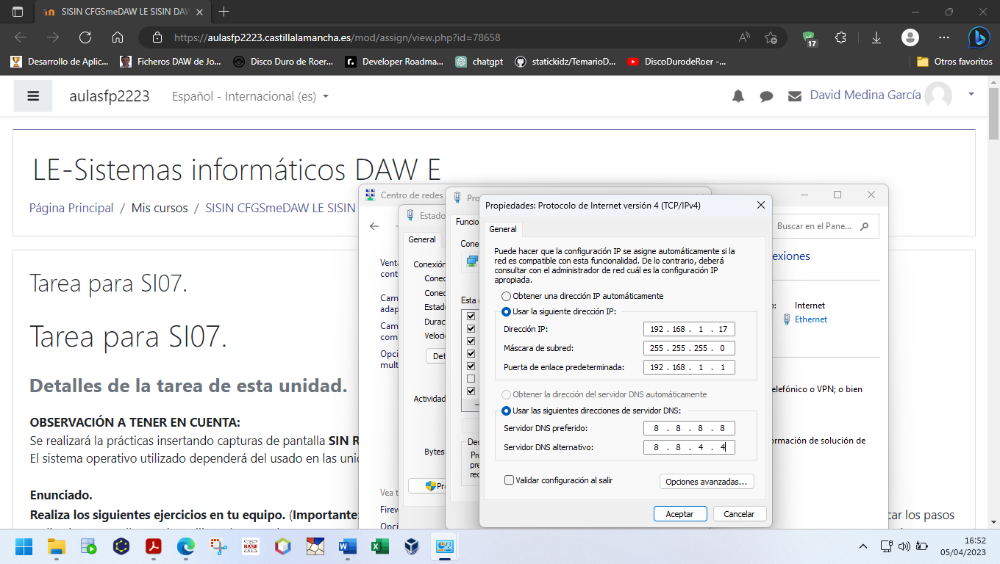 SISIN CFGSmeDAW LE SISIN DAW
https://aulasfp2223.castillalamancha.es/mod/assign/view.php?id=78658
17
Desarrollo de Aplic...
Ficheros DAW de Jo...
Disco Duro de Roer...
Developer Roadma...
chatgpt
statickidz/TemarioD...
DiscoDurodeRoer -...
Otros favoritos
aulasfp2223
Español - Internacional (es)
David Medina García
LE-Sistemas informáticos DAW E
Página Principal / Mis cursos / SISIN CFGSmeDAW LE SISIN
Tarea para SI07.
Tarea para SI07.
Detalles de la tarea de esta unidad.
OBSERVACIÓN A TENER EN CUENTA:
Se realizará la prácticas insertando capturas de pantalla SIN R
El sistema operativo utilizado dependerá del usado en las uni
Enunciado.
Realiza los siguientes ejercicios en tu equipo. (Importante:
car los pasos
Centro de redes
Buscar en el Pane...
Venta
cont
Cam
adap
Cam
com
Opci
mult
Vea t
Firew
Opci
exiones
o:
Internet
Ethernet
elefónico o VPN; o bien
ormación de solución de
Estado
General
Conexión
Conec
Conec
Estado
Durac
Veloci
Det
Actividad
Bytes
Pr
Pro
Funcio
Cone
Esta
Des
Pro
pre
rec
Propiedades: Protocolo de Internet versión 4 (TCP/IPv4)
General
Puede hacer que la configuración IP se asigne automáticamente si la
red es compatible con esta funcionalidad. De lo contrario, deberá
consultar con el administrador de red cuál es la configuración IP
apropiada.
Obtener una dirección IP automáticamente
Usar la siguiente dirección IP:
Dirección IP: 192 . 168 . 1 . 17
Máscara de subred: 255 . 255 . 255 . 0
Puerta de enlace predeterminada: 192 . 168 . 1 . 1
Obtener la dirección del servidor DNS automáticamente
Usar las siguientes direcciones de servidor DNS:
Servidor DNS preferido: 8 . 8 . 8 . 8
Servidor DNS alternativo: 8 . 8 . 4 . 4
Validar configuración al salir
Opciones avanzadas...
Aceptar
Cancelar
16:52
05/04/2023